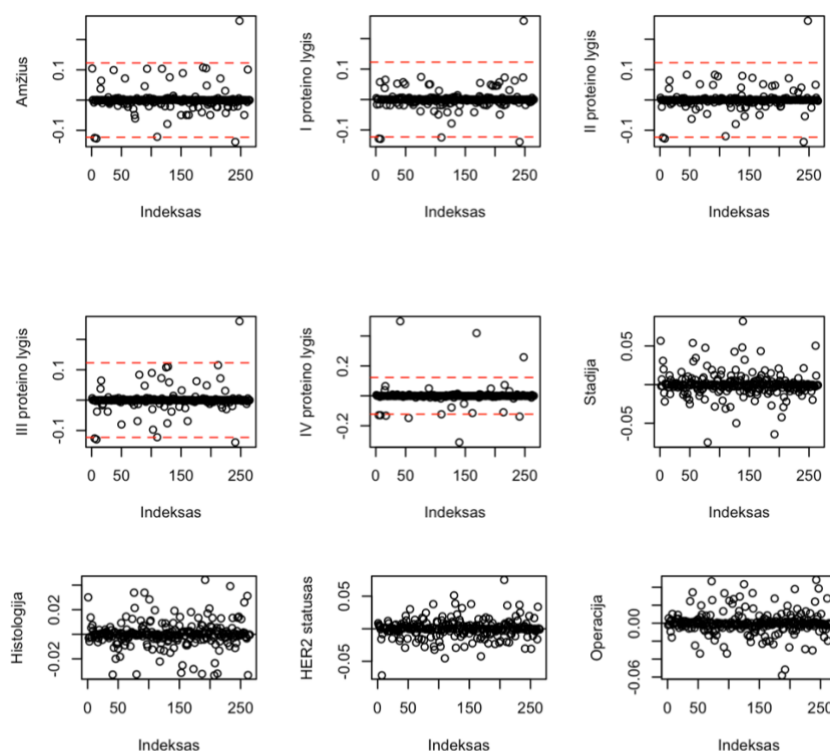 Amžius
0.1
-0.1
0 50 150 250
Indeksas
I proteino lygis
0.1
-0.1
0 50 150 250
Indeksas
II proteino lygis
0.1
-0.1
0 50 150 250
Indeksas
III proteino lygis
0.1
-0.1
0 50 150 250
Indeksas
IV proteino lygis
0.2
-0.2
0 50 150 250
Indeksas
Stadija
0.05
-0.05
0 50 150 250
Indeksas
Histologija
0.02
-0.02
0 50 150 250
Indeksas
HER2 statusas
0.05
-0.05
0 50 150 250
Indeksas
Operacija
0.00
-0.06
0 50 150 250
Indeksas